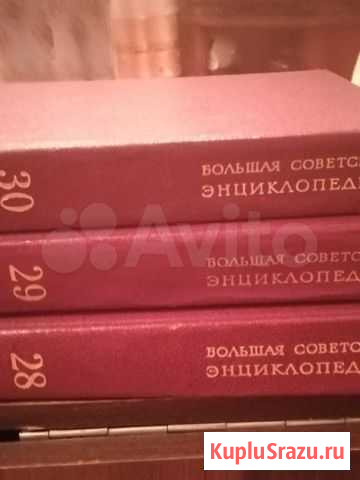 30
БОЛЬШАЯ СОВЕТС
ЭНЦИКЛОПЕД
Avito
29
БОЛЬШАЯ СОВЕТС
ЭНЦИКЛОПЕД
28
БОЛЬШАЯ СОВЕТС
ЭНЦИКЛОПЕД
KupluSrazu.ru